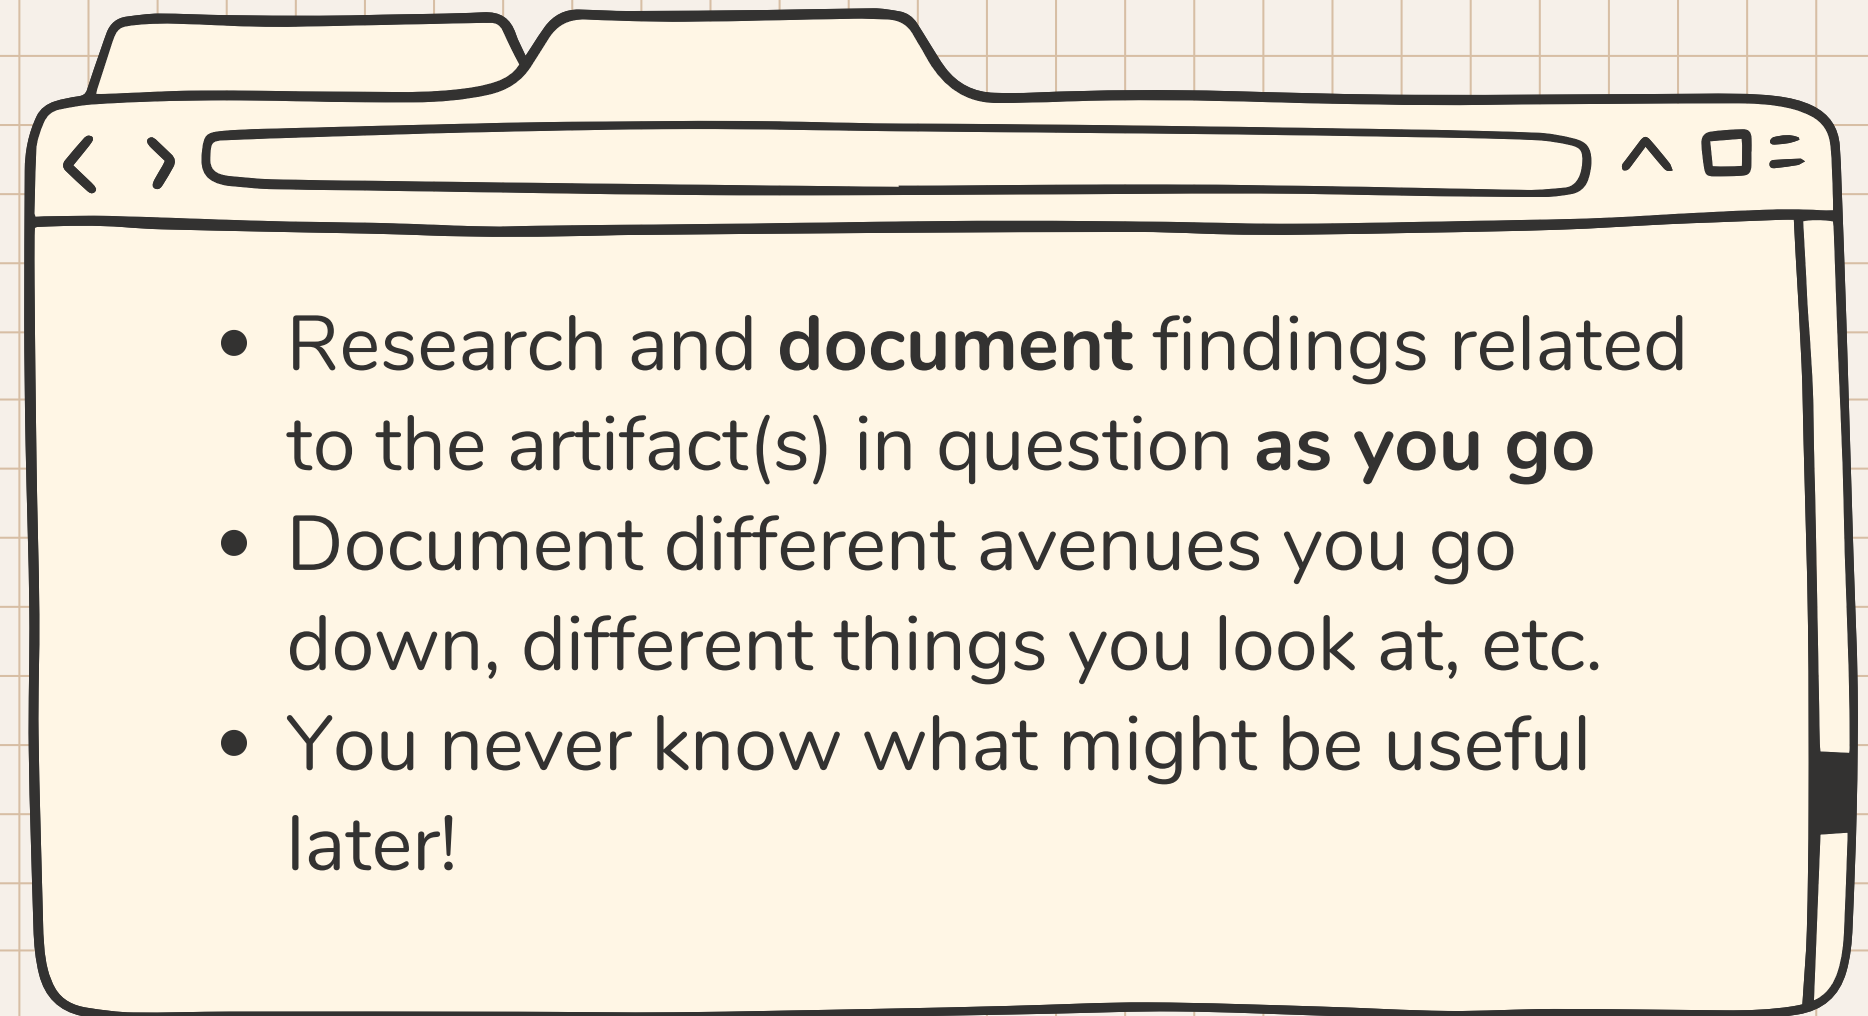 • Research and document findings related
to the artifact(s) in question as you go
• Document different avenues you go
down, different things you look at, etc.
• You never know what might be useful
later!